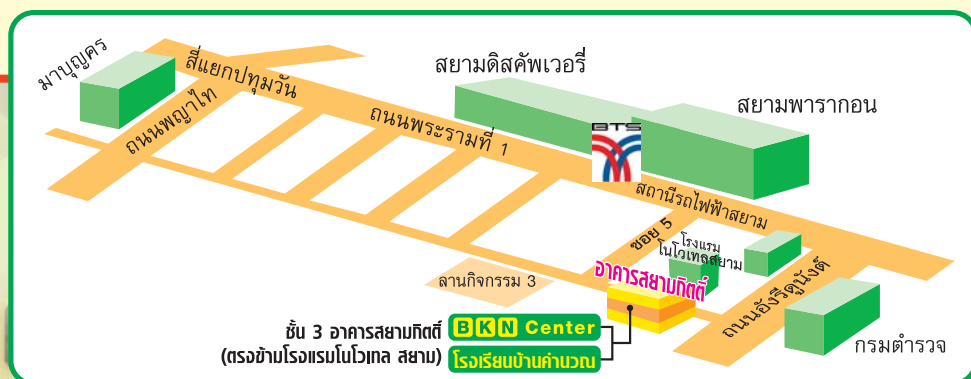 มาบุญครอง
สี่แยกปทุมวัน
ถนนพญาไท
ถนนพระรามที่ 1
สยามดิสคัพเวอรี่
สยามพารากอน
BTS
สถานีรถไฟฟ้าสยาม
ซอย 5
โรงแรม
โนโวเทลสยาม
อาคารสยามกิตติ์
ถนนอังรีดูนังต์
กรมตำรวจ
ลานกิจกรรม 3
ชั้น 3 อาคารสยามกิตติ์
(ตรงข้ามโรงแรมโนโวเทล สยาม)
BKN Center
โรงเรียนบ้านคำนวณ